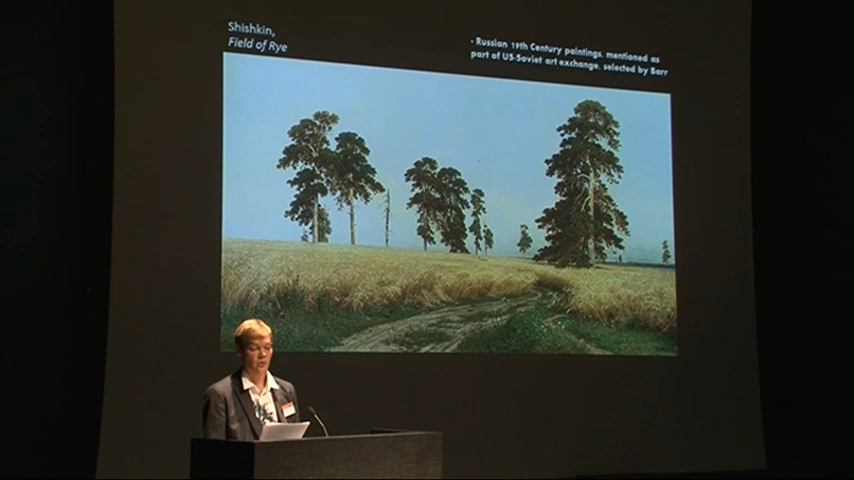 Shishkin,
Field of Rye
- Russian 19th Century paintings, mentioned as
part of US-Soviet art exchange, selected by Barr